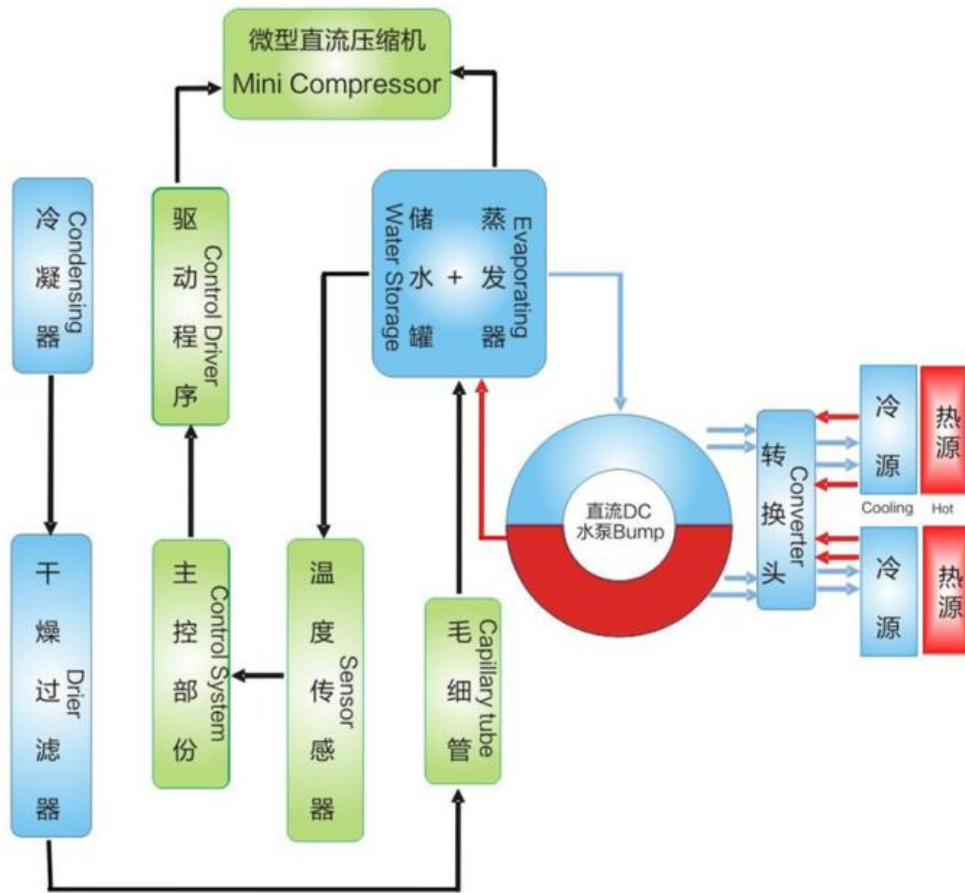 微型直流压缩机
Mini Compressor
冷凝器
Condensing
驱动程序
Control Driver
储水罐
Water Storage
+
蒸发器
Evaporating
直流DC
水泵Bump
转换头
Converter
冷源
热源
Cooling
Hot
冷源
热源
干燥过滤器
Drier
主控部份
Control System
温度传感器
Sensor
毛细管
Capillary tube